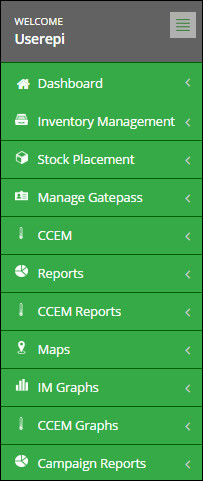 WELCOME
Userepi
Dashboard
Inventory Management
Stock Placement
Manage Gatepass
CCEM
Reports
CCEM Reports
Maps
IM Graphs
CCEM Graphs
Campaign Reports